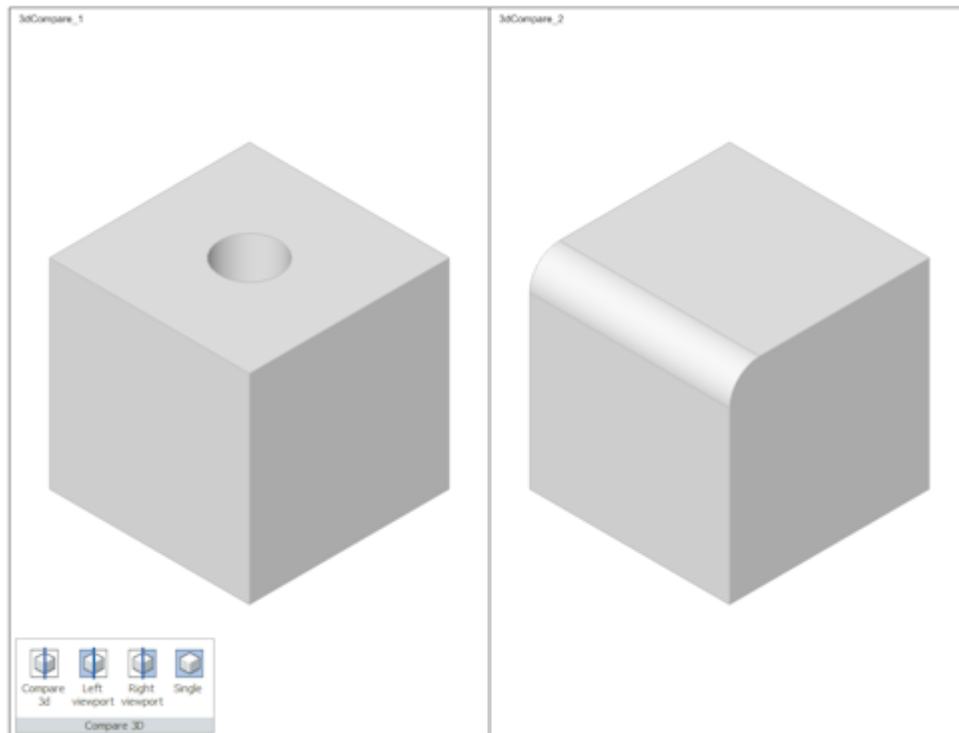 3dCompare_1
3dCompare_2
Compare 3d
Left viewport
Right viewport
Single
Compare 3D